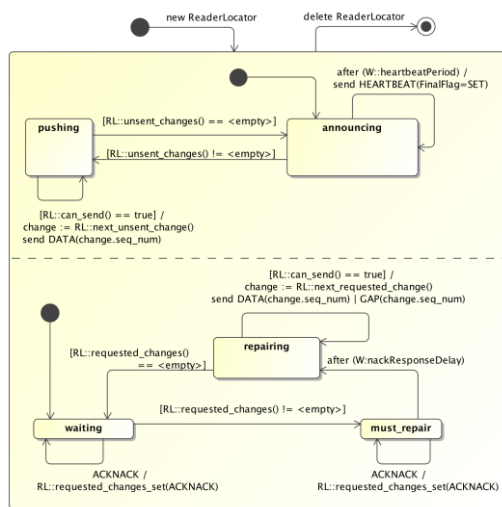 new ReaderLocator
delete ReaderLocator
after (W::heartbeatPeriod) /
send HEARTBEAT(FinalFlag=SET)
pushing
[RL::unsent_changes() == <empty>]
announcing
[RL::unsent_changes() != <empty>]
[RL::can_send() == true] /
change := RL::next_unsent_change()
send DATA(change.seq_num)
[RL::can_send() == true] /
change := RL::next_requested_change()
send DATA(change.seq_num) | GAP(change.seq_num)
repairing
[RL::requested_changes()
== <empty>]
after (W:nackResponseDelay)
waiting
[RL::requested_changes() != <empty>]
must_repair
ACKNACK /
RL::requested_changes_set(ACKNACK)
ACKNACK /
RL::requested_changes_set(ACKNACK)